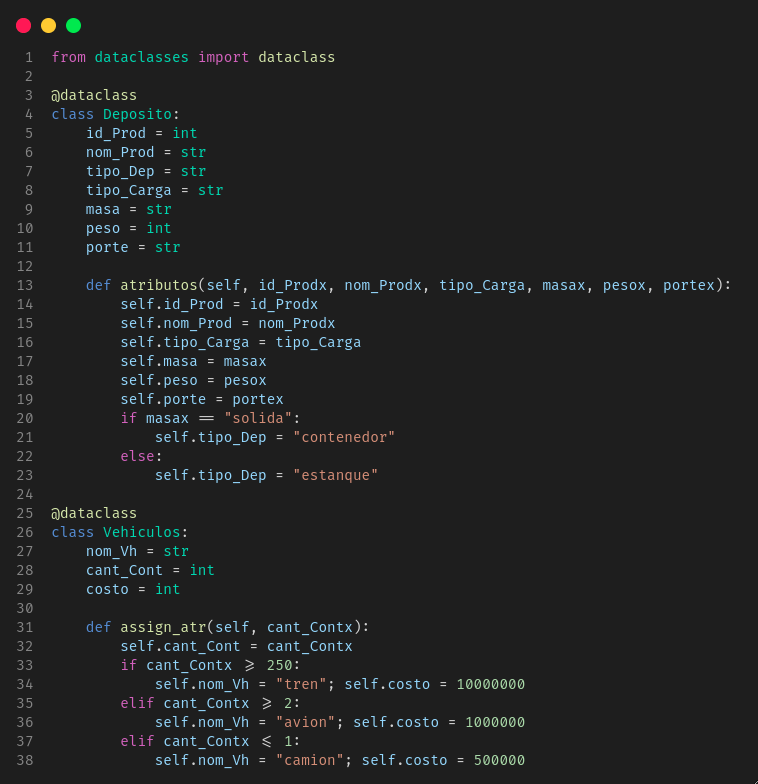 1 from dataclasses import dataclass
2
3 @dataclass
4 class Deposito:
5     id_Prod = int
6     nom_Prod = str
7     tipo_Dep = str
8     tipo_Carga = str
9     masa = str
10     peso = int
11     porte = str
12
13     def atributos(self, id_Prodx, nom_Prodx, tipo_Carga, masax, pesox, portex):
14         self.id_Prod = id_Prodx
15         self.nom_Prod = nom_Prodx
16         self.tipo_Carga = tipo_Carga
17         self.masa = masax
18         self.peso = pesox
19         self.porte = portex
20         if masax == "solida":
21             self.tipo_Dep = "contenedor"
22         else:
23             self.tipo_Dep = "estanque"
24
25 @dataclass
26 class Vehiculos:
27     nom_Vh = str
28     cant_Cont = int
29     costo = int
30
31     def assign_atr(self, cant_Contx):
32         self.cant_Cont = cant_Contx
33         if cant_Contx >= 250:
34             self.nom_Vh = "tren"; self.costo = 10000000
35         elif cant_Contx >= 2:
36             self.nom_Vh = "avion"; self.costo = 1000000
37         elif cant_Contx <= 1:
38             self.nom_Vh = "camion"; self.costo = 500000